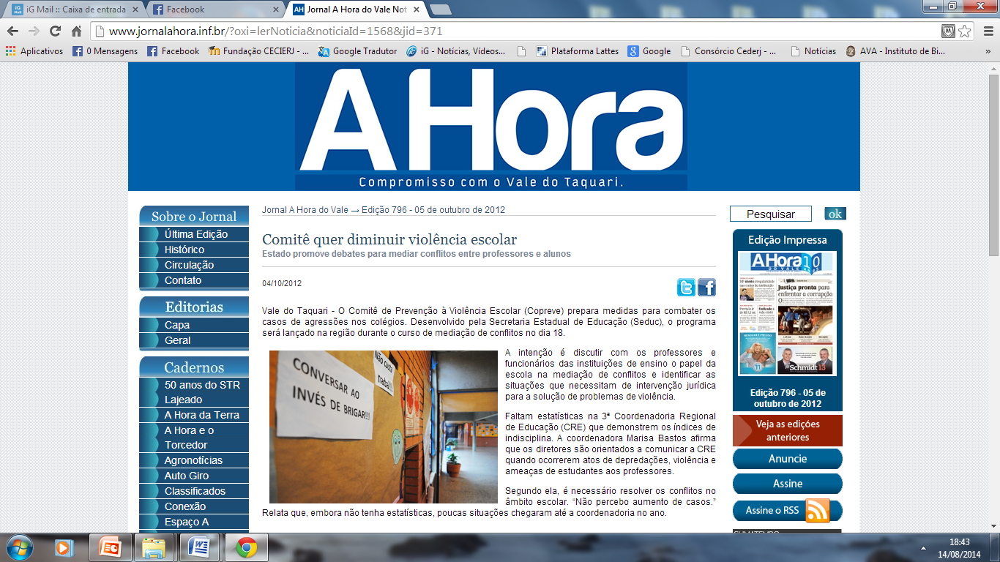 iG Mail :: Caixa de entrada
Facebook
Jornal A Hora do Vale Not
www.jornalahora.inf.br/?oxi=lerNoticia&noticiaId=1568&jid=371
Aplicativos
0 Mensagens
Facebook
Fundação CECIERJ - ...
Google Tradutor
iG - Notícias, Vídeos...
Plataforma Lattes
Google
Consórcio Cederj - ...
Notícias
AVA - Instituto de Bi...
»
A Hora
Compromisso com o Vale do Taquari.
Sobre o Jornal
Última Edição
Histórico
Circulação
Contato
Editorias
Capa
Geral
Cadernos
50 anos do STR
Lajeado
A Hora da Terra
A Hora e o
Torcedor
Agronotícias
Auto Giro
Classificados
Conexão
Espaço A
Jornal A Hora do Vale → Edição 796 - 05 de outubro de 2012
Comitê quer diminuir violência escolar
Estado promove debates para mediar conflitos entre professores e alunos
04/10/2012
Vale do Taquari - O Comitê de Prevenção à Violência Escolar (Copreve) prepara medidas para combater os
casos de agressões nos colégios. Desenvolvido pela Secretaria Estadual de Educação (Seduc), o programa
será lançado na região durante o curso de mediação de conflitos no dia 18.
CONVERSAR AO
INVÉS DE BRIGAR!!!
Não custa
nada!!!
A intenção é discutir com os professores e
funcionários das instituições de ensino o papel da
escola na mediação de conflitos e identificar as
situações que necessitam de intervenção jurídica
para a solução de problemas de violência.
Faltam estatísticas na 3ª Coordenadoria Regional
de Educação (CRE) que demonstrem os índices de
indisciplina. A coordenadora Marisa Bastos afirma
que os diretores são orientados a comunicar a CRE
quando ocorrerem atos de depredações, violência e
ameaças de estudantes aos professores.
Segundo ela, é necessário resolver os conflitos no
âmbito escolar. “Não percebo aumento de casos.”
Relata que, embora não tenha estatísticas, poucas situações chegaram até a coordenadoria no ano.
Pesquisar
ok
Edição Impressa
A Hora 10
DO VALE
Justiça pronta para
enfrentar a corrupção
Schmidt 13
Edição 796 - 05 de
outubro de 2012
Veja as edições
anteriores
Anuncie
Assine
Assine o RSS
18:43
14/08/2014